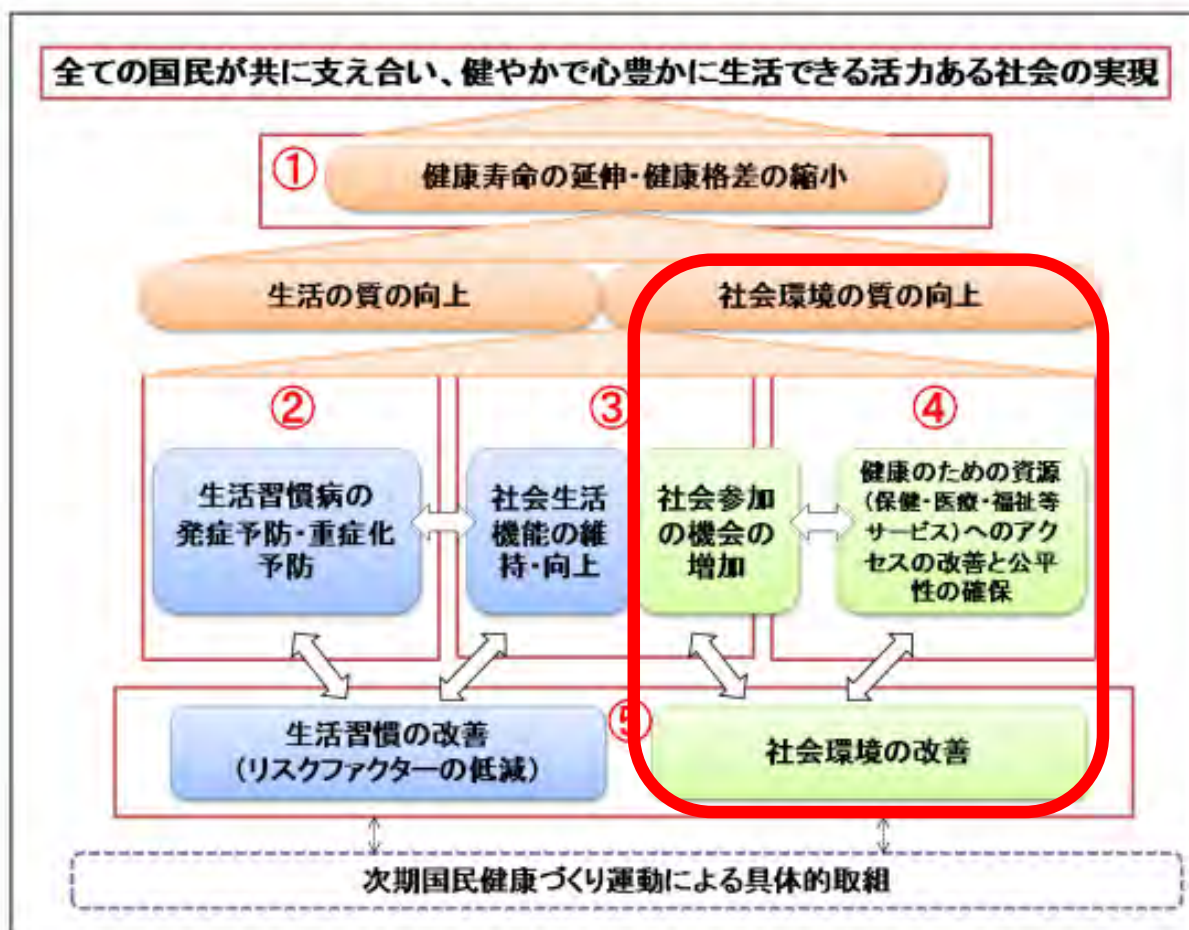 全ての国民が共に支え合い、健やかで心豊かに生活できる活力ある社会の実現
①
健康寿命の延伸・健康格差の縮小
生活の質の向上
社会環境の質の向上
②
生活習慣病の
発症予防・重症化
予防
③
社会生活
機能の維
持・向上
社会参加
の機会の
増加
④
健康のための資源
（保健・医療・福祉等
サービス）へのアク
セスの改善と公平
性の確保
生活習慣の改善
（リスクファクターの低減）
⑤
社会環境の改善
次期国民健康づくり運動による具体的取組